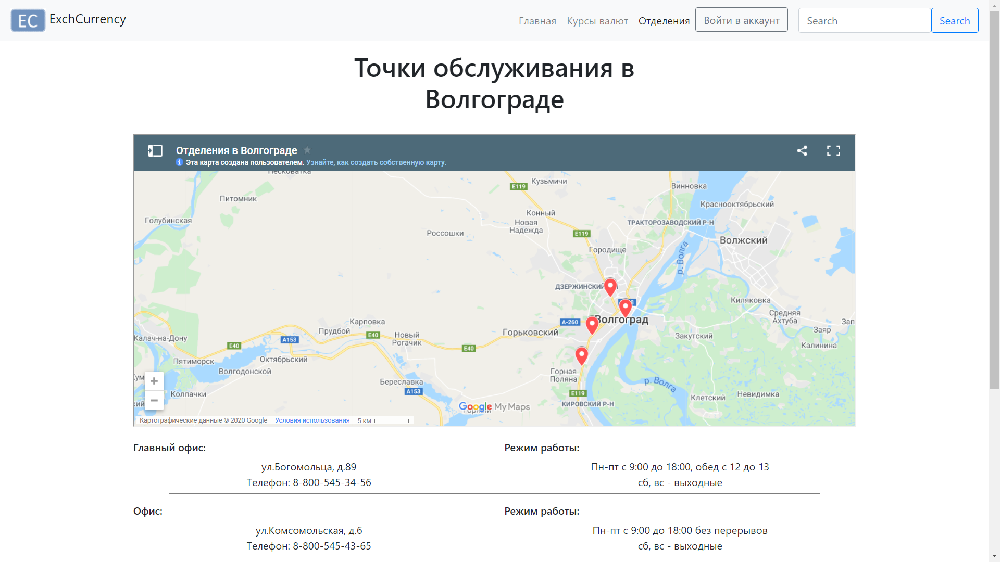 EC ExchCurrency
Главная Курсы валют Отделения Войти в аккаунт Search Search
Точки обслуживания в
Волгограде
Отделения в Волгограде
Эта карта создана пользователем. Узнайте, как создать собственную карту.
Песковатка
Кузьмичи
E119
Винновка
Питомник
Краснооктябрьский
Конный
Голубинская
Новая
Надежда
ТРАКТОРОЗАВОДСКИЙ Р-Н
Россошки
E119
Волжский
Городище
р. Волга
ДЗЕРЖИНСКИЙ
Киляковка
Средняя
Ахтуба
Карповка
A-260
Волгоград
Зап
Прудбой
Горьковский
Заяр
E40
Новый
Рогачик
Закутский
Калач-на-Дону
A153
E40
E40
Калинина
Пятиморск
Октябрьский
Волгодонской
Горная
Поляна
Береславка
р. Волга
A153
E119
Колпачки
Клетский
Невидимка
КИРОВСКИЙ Р-Н
Google My Maps
Картографические данные © 2020 Google Условия использования 5 км
Главный офис: Режим работы:
ул.Богомольца, д.89 Пн-пт с 9:00 до 18:00, обед с 12 до 13
Телефон: 8-800-545-34-56 сб, вс - выходные
Офис: Режим работы:
ул.Комсомольская, д.6 Пн-пт с 9:00 до 18:00 без перерывов
Телефон: 8-800-545-43-65 сб, вс - выходные